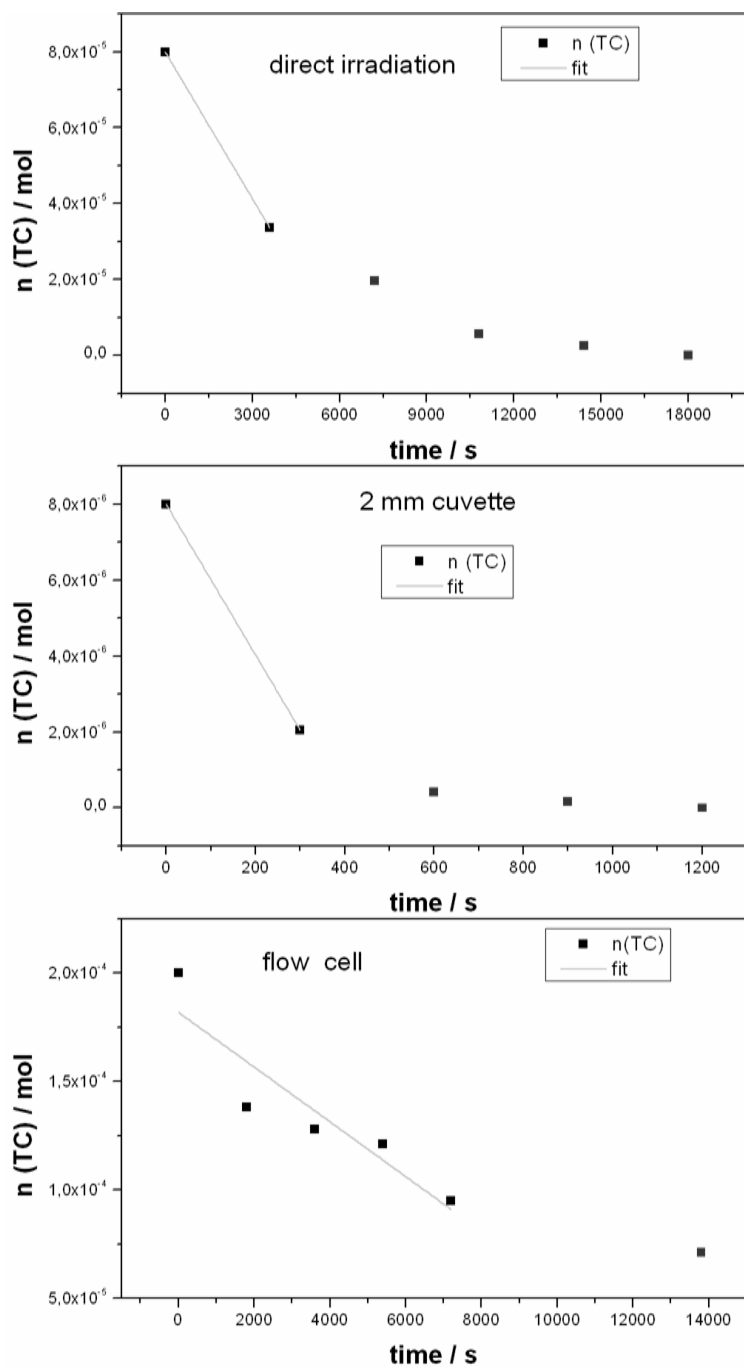 8,0x10⁻⁵
6,0x10⁻⁵
4,0x10⁻⁵
2,0x10⁻⁵
0,0
n (TC) / mol
direct irradiation
n (TC)
fit
0 3000 6000 9000 12000 15000 18000
time / s
8,0x10⁻⁶
6,0x10⁻⁶
4,0x10⁻⁶
2,0x10⁻⁶
0,0
n (TC) / mol
2 mm cuvette
n (TC)
fit
0 200 400 600 800 1000 1200
time / s
2,0x10⁻⁴
1,5x10⁻⁴
1,0x10⁻⁴
5,0x10⁻⁵
n (TC) / mol
flow cell
n(TC)
fit
0 2000 4000 6000 8000 10000 12000 14000
time / s